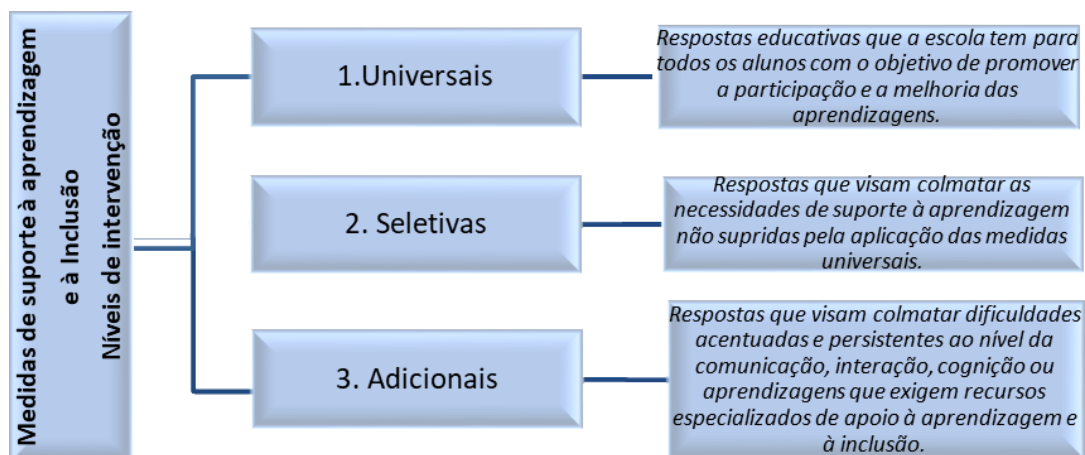 Medidas de suporte à aprendizagem
e à Inclusão
Níveis de intervenção
1.Universais
Respostas educativas que a escola tem para
todos os alunos com o objetivo de promover
a participação e a melhoria das
aprendizagens.
2. Seletivas
Respostas que visam colmatar as
necessidades de suporte à aprendizagem
não supridas pela aplicação das medidas
universais.
3. Adicionais
Respostas que visam colmatar dificuldades
acentuadas e persistentes ao nível da
comunicação, interação, cognição ou
aprendizagens que exigem recursos
especializados de apoio à aprendizagem e
à inclusão.